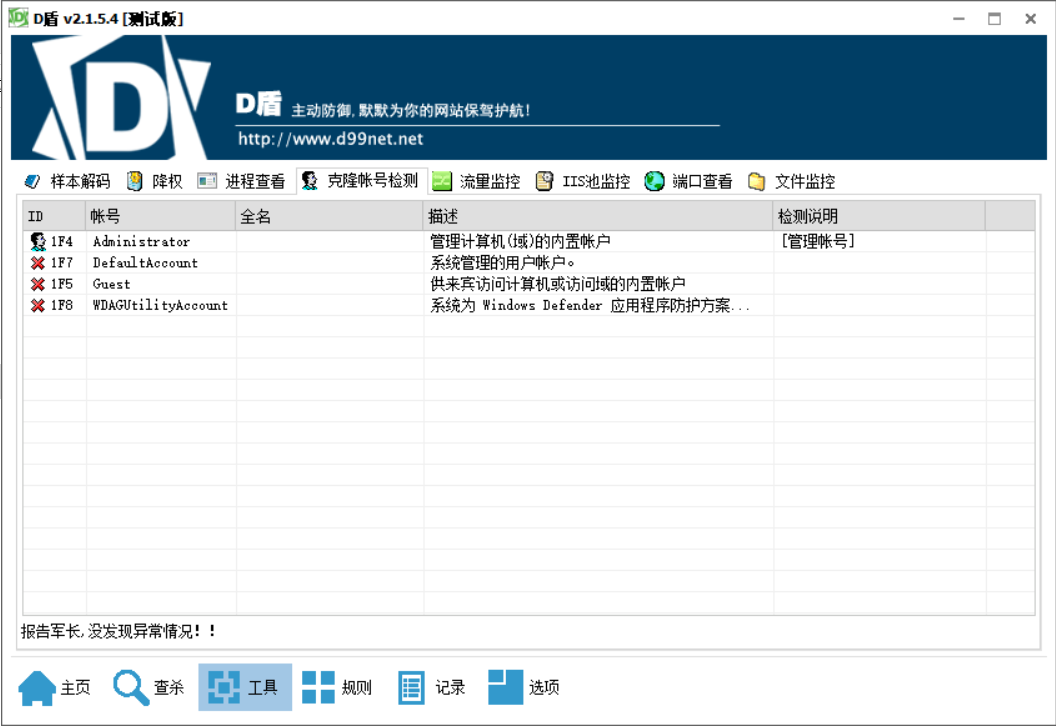 D盾 v2.1.5.4 [测试版]
D盾 主动防御,默默为你的网站保驾护航!
http://www.d99net.net
样本解码 降权 进程查看 克隆帐号检测 流量监控 IIS池监控 端口查看 文件监控
ID 帐号 全名 描述 检测说明
1F4 Administrator 管理计算机(域)的内置帐户 [管理帐号]
1F7 DefaultAccount 系统管理的用户帐户。
1F5 Guest 供来宾访问计算机或访问域的内置帐户
1F8 WDAGUtilityAccount 系统为 Windows Defender 应用程序防护方案...
报告军长,没发现异常情况!!
主页 查杀 工具 规则 记录 选项